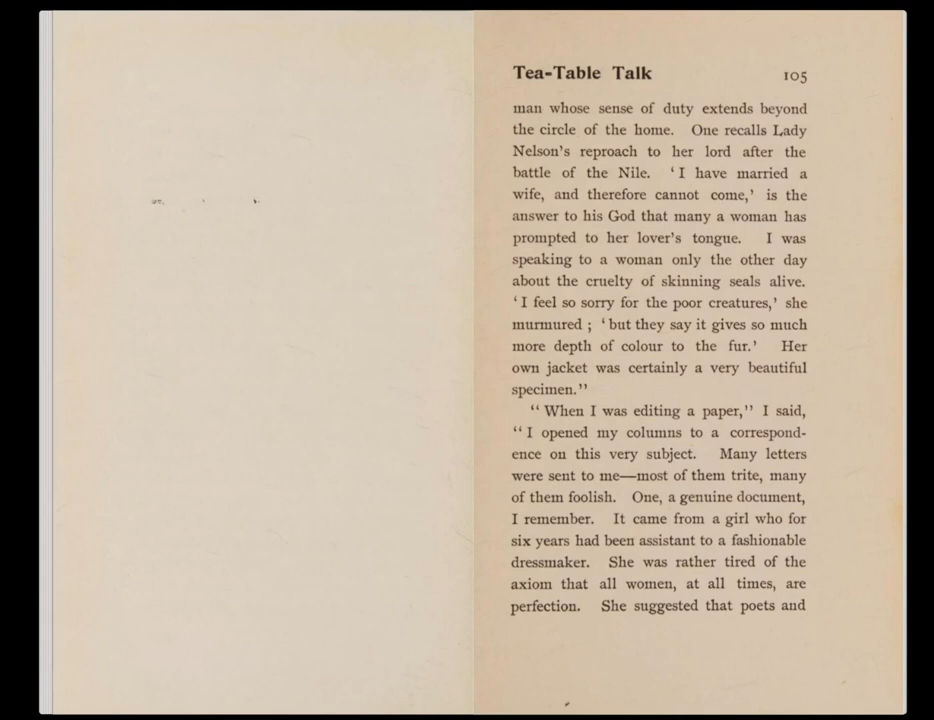 Tea-Table Talk 105
man whose sense of duty extends beyond
the circle of the home. One recalls Lady
Nelson's reproach to her lord after the
battle of the Nile. ‘I have married a
wife, and therefore cannot come,’ is the
answer to his God that many a woman has
prompted to her lover's tongue. I was
speaking to a woman only the other day
about the cruelty of skinning seals alive.
‘I feel so sorry for the poor creatures,’ she
murmured ; ‘but they say it gives so much
more depth of colour to the fur.’ Her
own jacket was certainly a very beautiful
specimen.”
“When I was editing a paper,” I said,
“I opened my columns to a correspond-
ence on this very subject. Many letters
were sent to me—most of them trite, many
of them foolish. One, a genuine document,
I remember. It came from a girl who for
six years had been assistant to a fashionable
dressmaker. She was rather tired of the
axiom that all women, at all times, are
perfection. She suggested that poets and